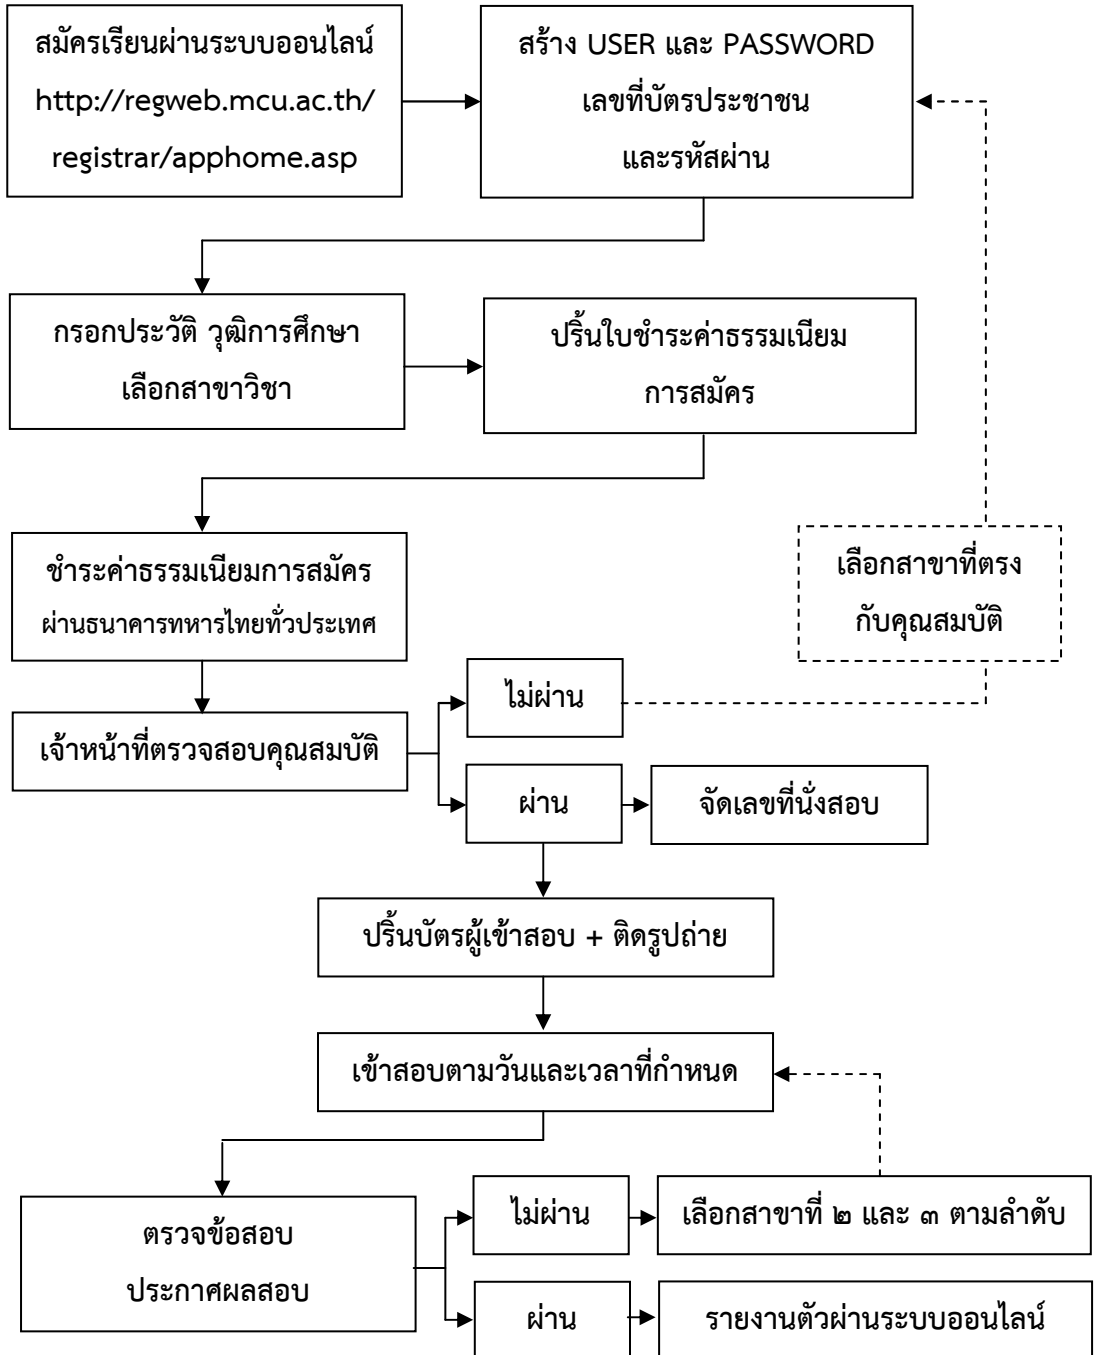 สมัครเรียนผ่านระบบออนไลน์
http://regweb.mcu.ac.th/
registrar/apphome.asp
สร้าง USER และ PASSWORD
เลขที่บัตรประชาชน
และรหัสผ่าน
กรอกประวัติ วุฒิการศึกษา
เลือกสาขาวิชา
ปริ้นใบชำระค่าธรรมเนียม
การสมัคร
ชำระค่าธรรมเนียมการสมัคร
ผ่านธนาคารทหารไทยทั่วประเทศ
เลือกสาขาที่ตรง
กับคุณสมบัติ
เจ้าหน้าที่ตรวจสอบคุณสมบัติ
ไม่ผ่าน
ผ่าน
จัดเลขที่นั่งสอบ
ปริ้นบัตรผู้เข้าสอบ + ติดรูปถ่าย
เข้าสอบตามวันและเวลาที่กำหนด
ตรวจข้อสอบ
ประกาศผลสอบ
ไม่ผ่าน
เลือกสาขาที่ ๒ และ ๓ ตามลำดับ
ผ่าน
รายงานตัวผ่านระบบออนไลน์